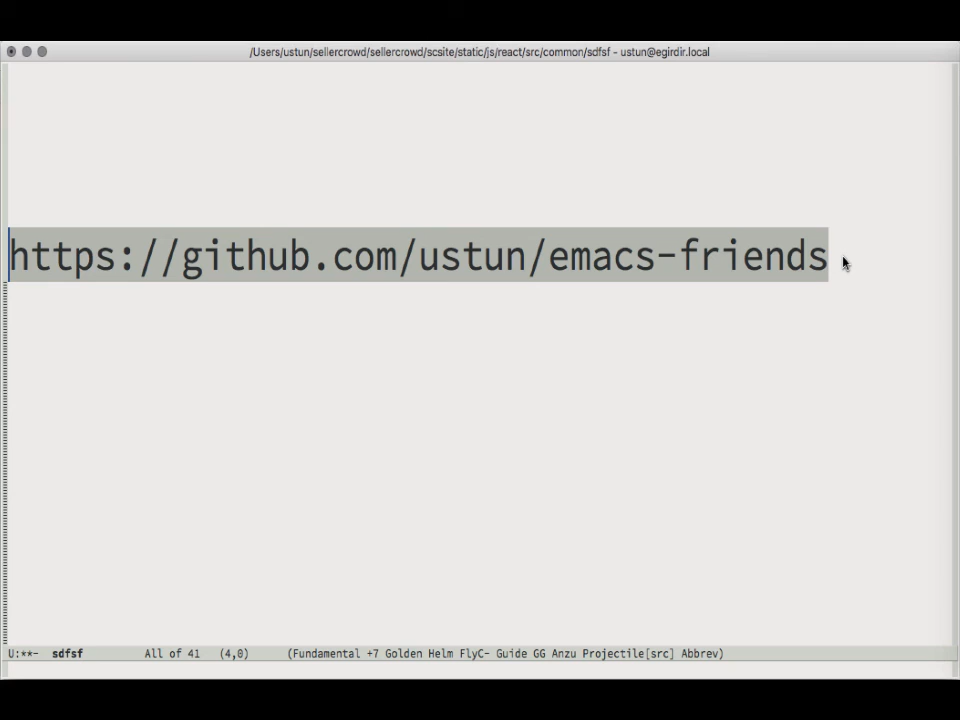 /Users/ustun/sellercrowd/sellercrowd/scsite/static/js/react/src/common/sdfsf – ustun@egirdir.local
https://github.com/ustun/emacs-friends
U:**-  sdfsf          All of 41   (4,0)      (Fundamental +7 Golden Helm FlyC- Guide GG Anzu Projectile[src] Abbrev)